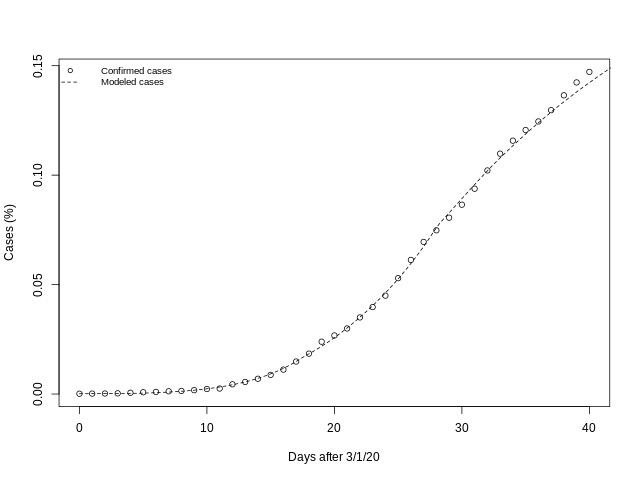 Confirmed cases
Modeled cases
0.15
0.10
0.05
0.00
Cases (%)
0 10 20 30 40
Days after 3/1/20